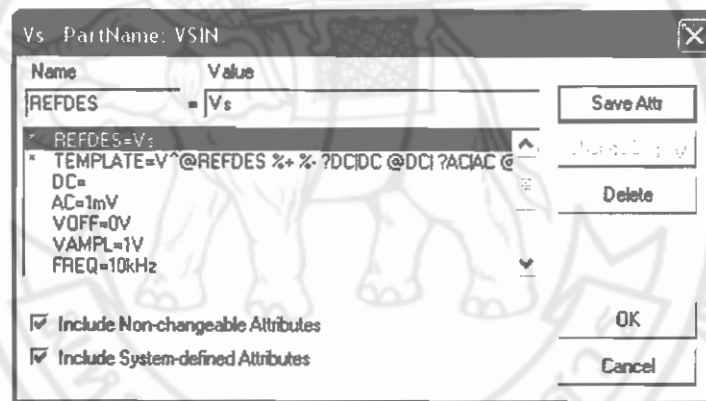 Vs PartName: VSIN
Name Value
REFDES = Vs
Save Attr
* REFDES=Vs
* TEMPLATE=V^@REFDES %+ %- ?DC|DC @DC| ?AC|AC @
DC=
AC=1mV
VOFF=0V
VAMPL=1V
FREQ=10kHz
Delete
Include Non-changeable Attributes
Include System-defined Attributes
OK
Cancel